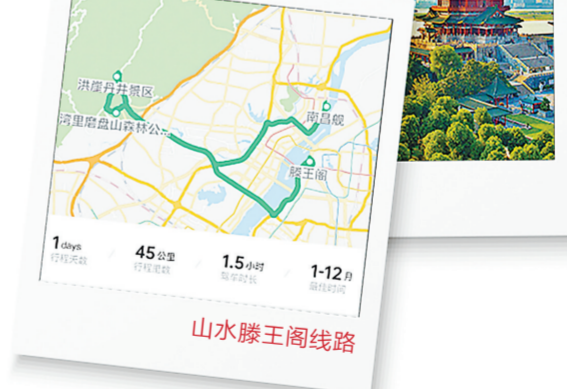 洪崖丹井景区
湾里磨盘山森林公...
南昌舰
滕王阁
1 days
行程天数
45 公里
行程里数
1.5 小时
驾车时长
1-12 月
最佳时间
山水滕王阁线路